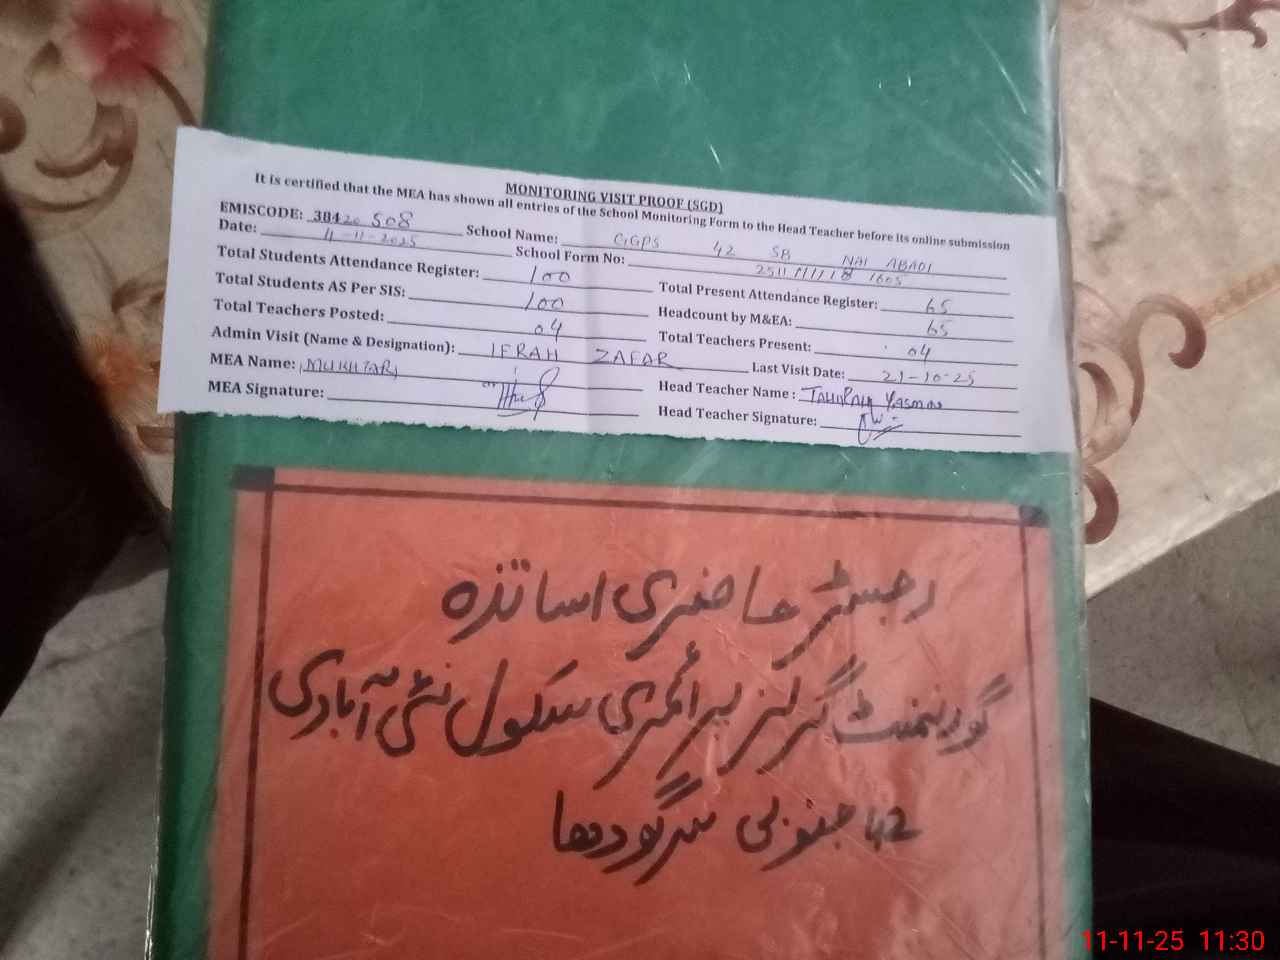 MONITORING VISIT PROOF (SGD)
It is certified that the MEA has shown all entries of the School Monitoring Form to the Head Teacher before its online submission
EMISCODE: 38420508 School Name: GGPS 42 SB NAI ABADI
Date: 11-11-2025 School Form No: 1605
Total Students Attendance Register: 100 Total Present Attendance Register: 65
Total Students AS Per SIS: 100 Headcount by M&EA: 65
Total Teachers Posted: 04 Total Teachers Present: 04
Admin Visit (Name & Designation): IFRAH ZAFAR Last Visit Date: 21-10-25
MEA Name: MUKHTAR Head Teacher Name : TAHIRAH YASMIN
MEA Signature: Head Teacher Signature:
رجسٹر حاضری اساتذہ
گورنمنٹ گرلز پرائمری سکول نئی آبادی
42 جنوبی سرگودھا
11-11-25 11:30